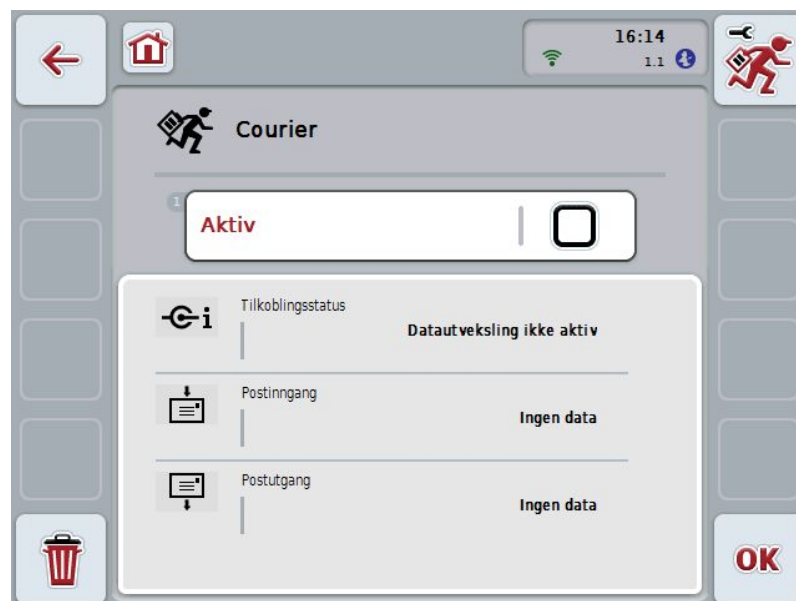 16:14
1.1
Courier
1
Aktiv
Tilkoblingsstatus
Datautveksling ikke aktiv
Postinngang
Ingen data
Postutgang
Ingen data
OK